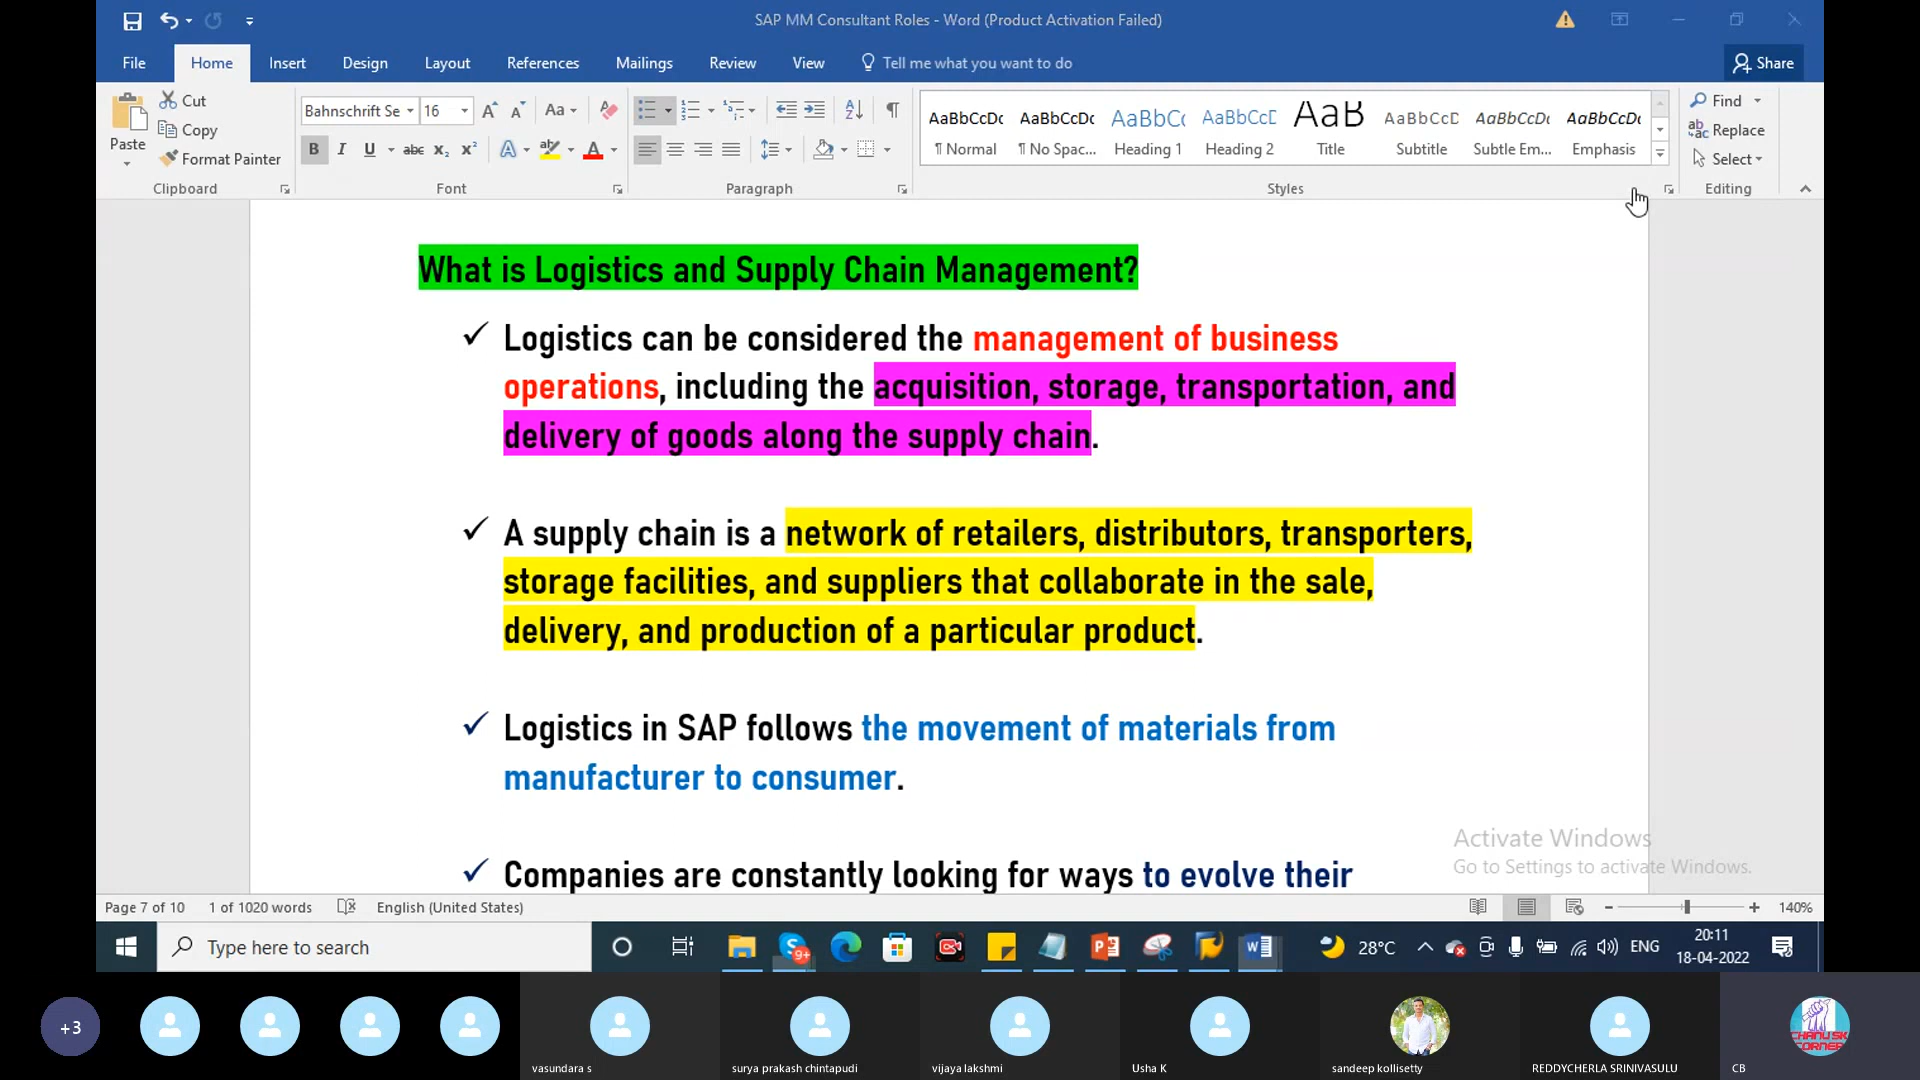 SAP MM Consultant Roles - Word (Product Activation Failed)
File Home Insert Design Layout References Mailings Review View Tell me what you want to do Share
Paste
Cut
Copy
Format Painter
Clipboard
Bahnschrift Se 16
Aa
B I U abc X₂ X² A ab A
Font
Paragraph
AaBbCcDc AaBbCcDc AaBbCc AaBbCcD AaB AaBbCcD AaBbCcDc AaBbCcDc
¶ Normal ¶ No Spac... Heading 1 Heading 2 Title Subtitle Subtle Em... Emphasis
Styles
Find
Replace
Select
Editing
What is Logistics and Supply Chain Management?
✓ Logistics can be considered the management of business
operations, including the acquisition, storage, transportation, and
delivery of goods along the supply chain.
✓ A supply chain is a network of retailers, distributors, transporters,
storage facilities, and suppliers that collaborate in the sale,
delivery, and production of a particular product.
✓ Logistics in SAP follows the movement of materials from
manufacturer to consumer.
✓ Companies are constantly looking for ways to evolve their
Activate Windows
Go to Settings to activate Windows.
Page 7 of 10 1 of 1020 words English (United States) 140%
Type here to search
9+
28°C
ENG
20:11
18-04-2022
+3
vasundara s
surya prakash chintapudi
vijaya lakshmi
Usha K
sandeep kollisetty
REDDYCHERLA SRINIVASULU
CHANU SK
CORNER
CB